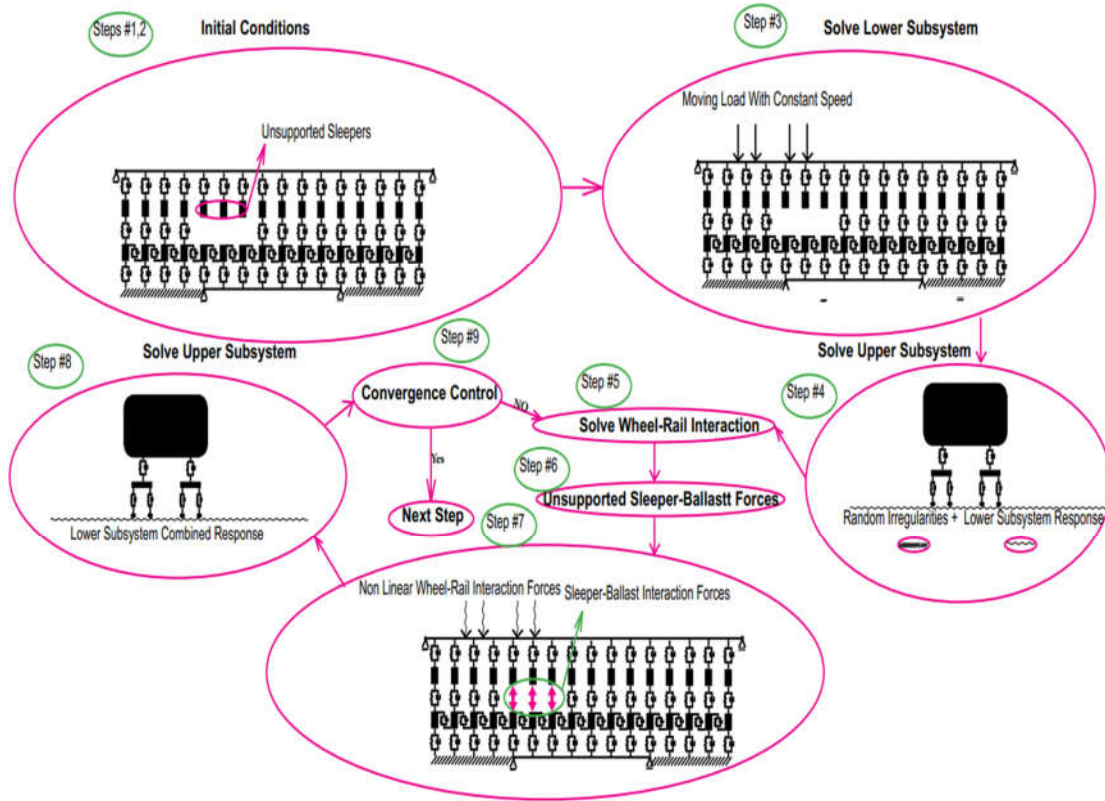 Steps #1,2
Initial Conditions
Unsupported Sleepers
Step #3
Solve Lower Subsystem
Moving Load With Constant Speed
Solve Upper Subsystem
Step #4
Random Irregularities + Lower Subsystem Response
Step #5
Solve Wheel-Rail Interaction
Step #6
Unsupported Sleeper-Ballastt Forces
Step #7
Non Linear Wheel-Rail Interaction Forces
Sleeper-Ballast Interaction Forces
Step #8
Solve Upper Subsystem
Lower Subsystem Combined Response
Step #9
Convergence Control
NO
Yes
Next Step